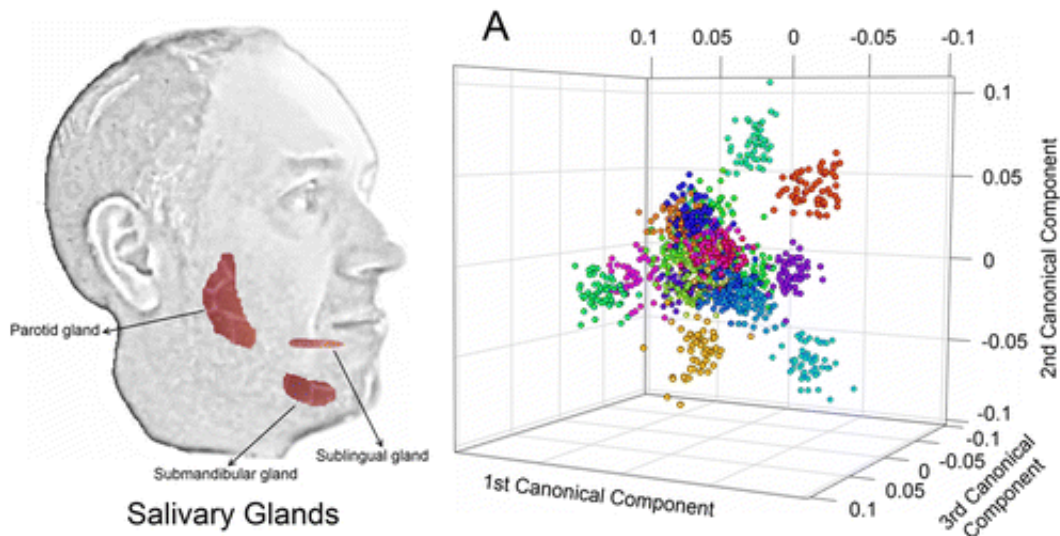 Parotid gland
Sublingual gland
Submandibular gland
Salivary Glands
A
0.1 0.05 0 -0.05 -0.1
0.1
0.05
0
-0.05
-0.1
2nd Canonical Component
1st Canonical Component
-0.1
-0.05
0
0.05
0.1
3rd Canonical
Component